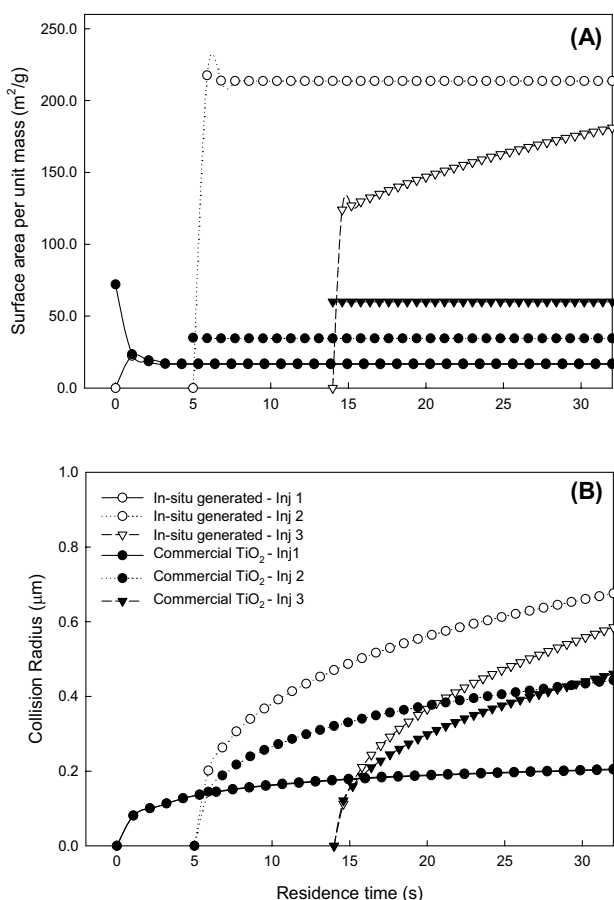 (A)
Surface area per unit mass (m²/g)
250.0
200.0
150.0
100.0
50.0
0.0
0 5 10 15 20 25 30
(B)
Collision Radius (μm)
1.0
0.8
0.6
0.4
0.2
0.0
In-situ generated - Inj 1
In-situ generated - Inj 2
In-situ generated - Inj 3
Commercial TiO₂ - Inj1
Commercial TiO₂ - Inj 2
Commercial TiO₂ - Inj 3
0 5 10 15 20 25 30
Residence time (s)